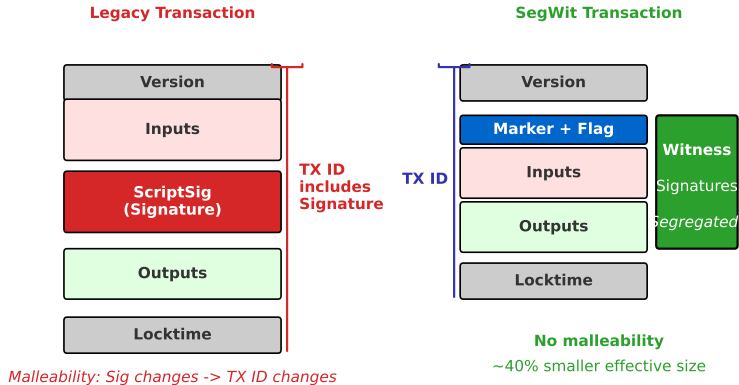 Legacy Transaction
Version
Inputs
ScriptSig
(Signature)
Outputs
Locktime
TX ID
includes
Signature
Malleability: Sig changes -> TX ID changes
SegWit Transaction
TX ID
Version
Marker + Flag
Inputs
Outputs
Locktime
Witness
Signatures
Segregated
No malleability
~40% smaller effective size